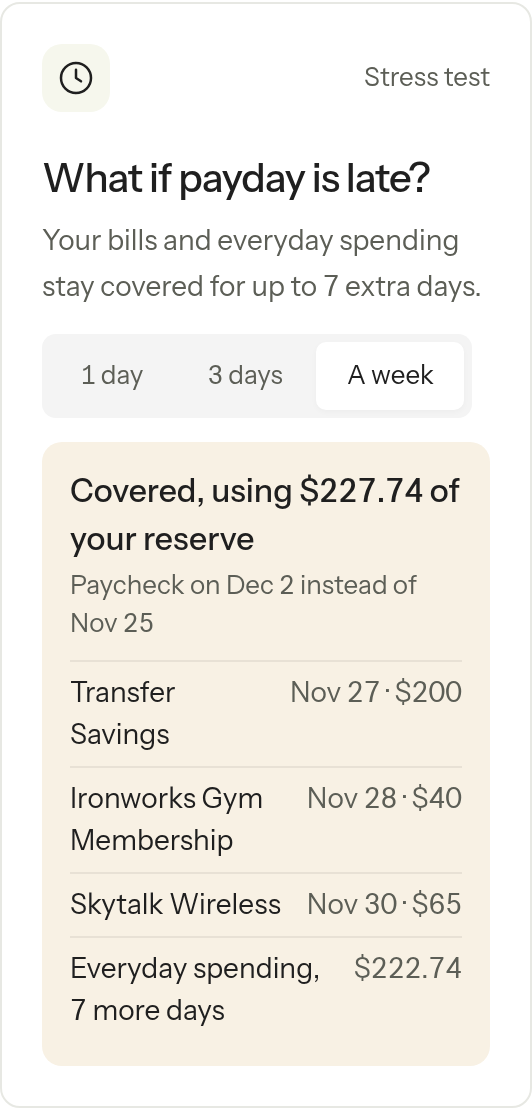 Stress test
What if payday is late?
Your bills and everyday spending
stay covered for up to 7 extra days.
1 day 3 days A week
Covered, using $227.74 of
your reserve
Paycheck on Dec 2 instead of
Nov 25
Transfer Nov 27 · $200
Savings
Ironworks Gym Nov 28 · $40
Membership
Skytalk Wireless Nov 30 · $65
Everyday spending, $222.74
7 more days